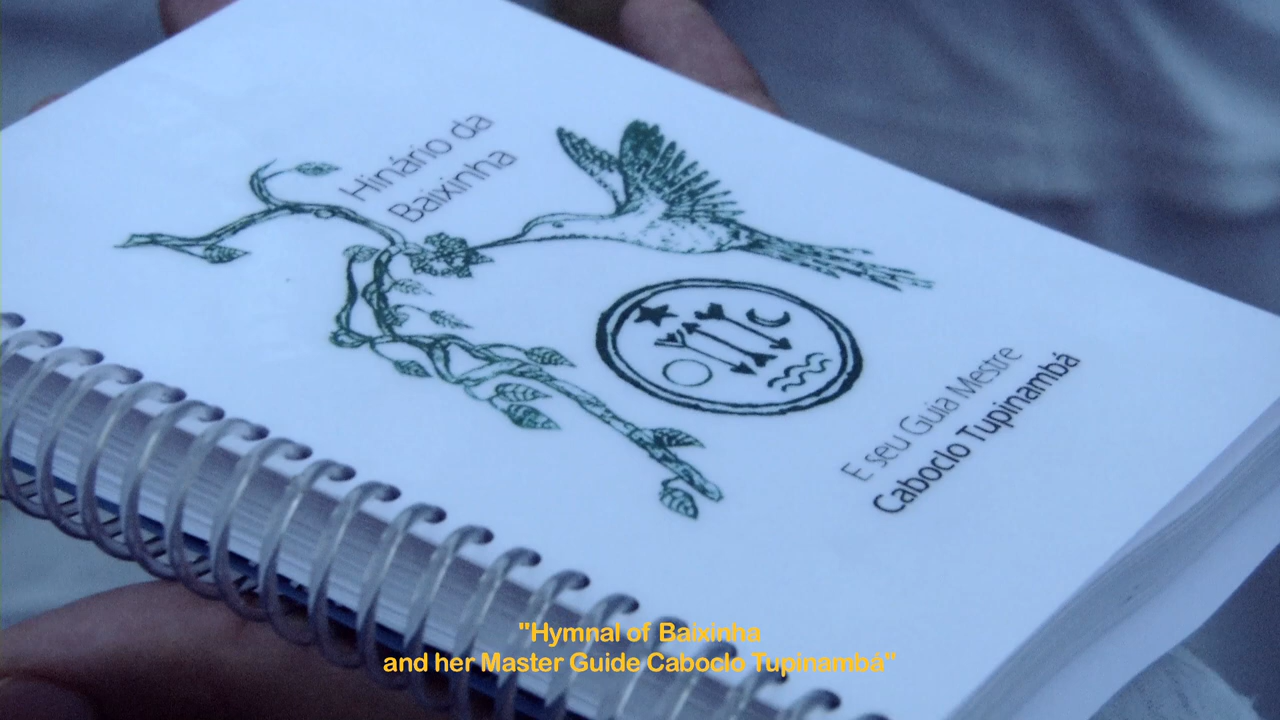 Hinário da
Baixinha
E seu Guia Mestre
Caboclo Tupinambá
"Hymnal of Baixinha
and her Master Guide Caboclo Tupinambá"